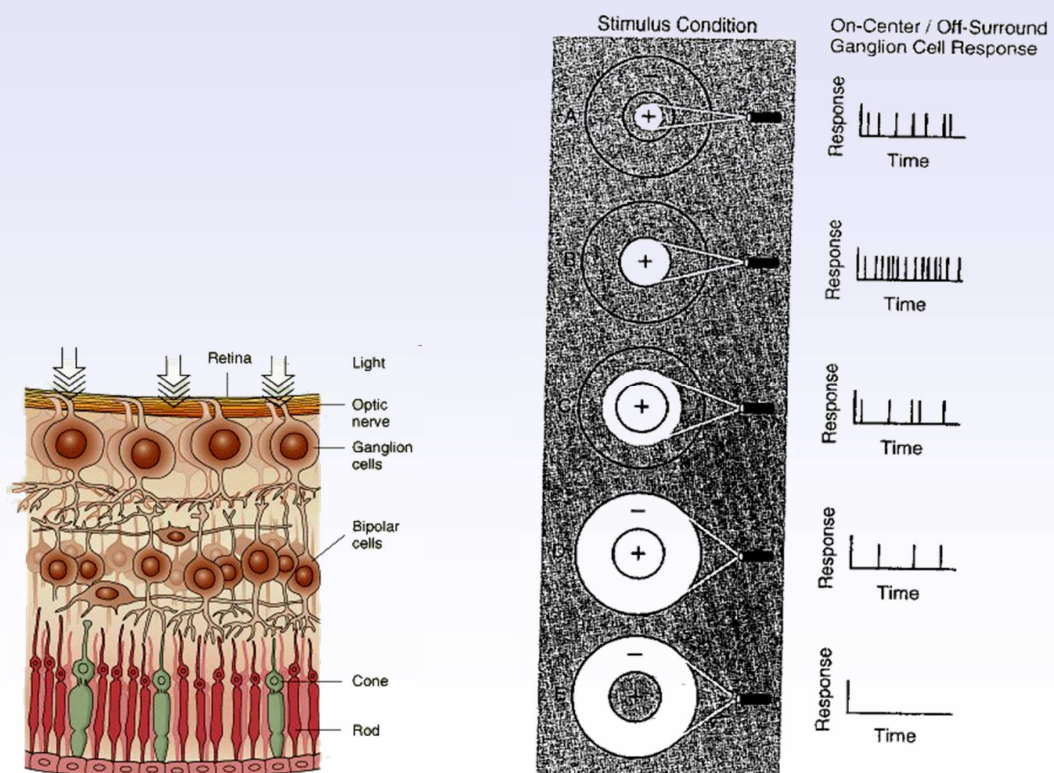 Stimulus Condition
On-Center / Off-Surround
Ganglion Cell Response
A
−
+
Response
Time
B
+
Response
Time
C
+
Response
Time
D
−
+
Response
Time
E
−
+
Response
Time
Retina
Light
Optic
nerve
Ganglion
cells
Bipolar
cells
Cone
Rod